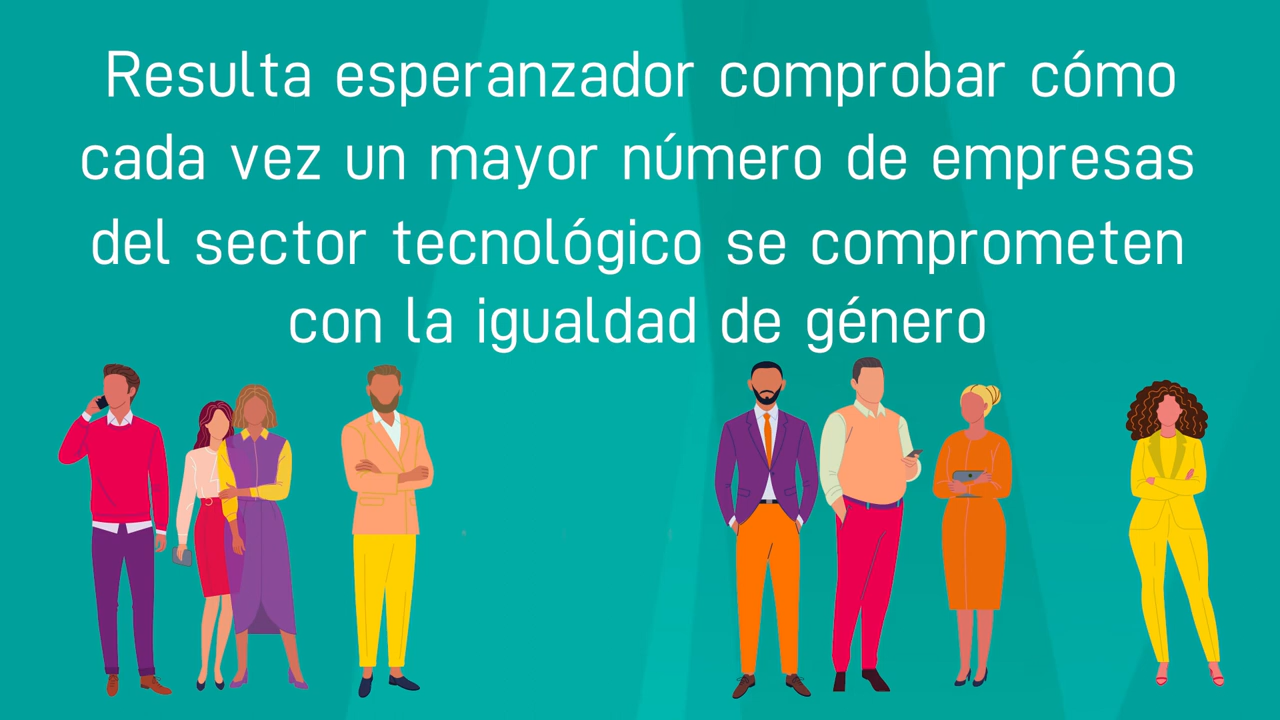 Resulta esperanzador comprobar cómo
cada vez un mayor número de empresas
del sector tecnológico se comprometen
con la igualdad de género